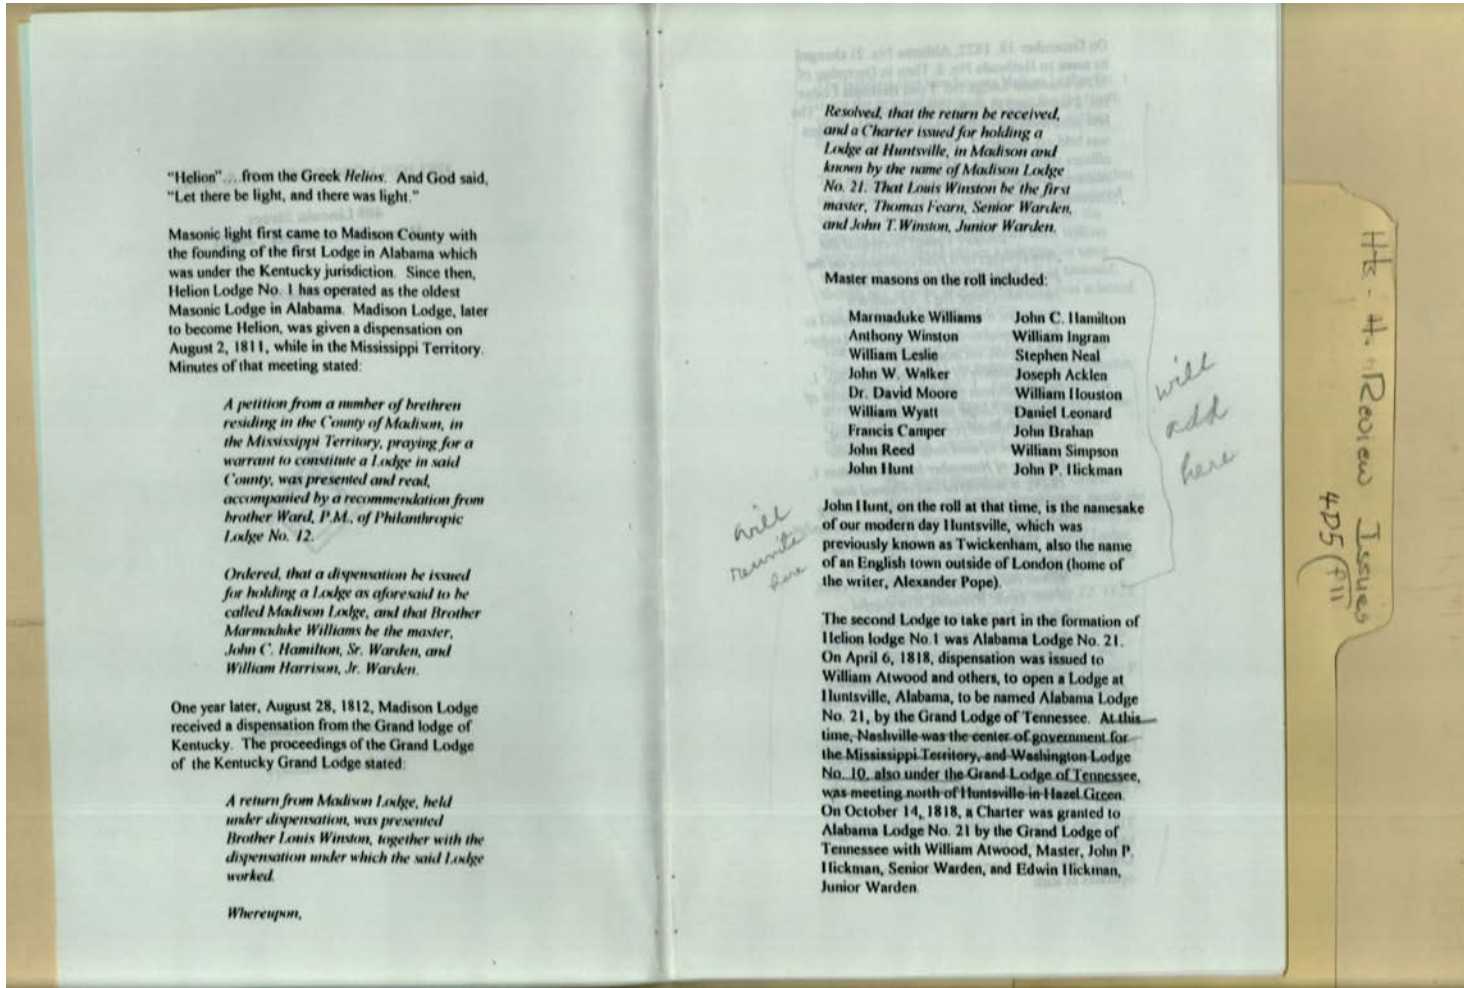 “Helion”... from the Greek Helios. And God said,
“Let there be light, and there was light.”
Masonic light first came to Madison County with
the founding of the first Lodge in Alabama which
was under the Kentucky jurisdiction. Since then,
Helion Lodge No. 1 has operated as the oldest
Masonic Lodge in Alabama. Madison Lodge, later
to become Helion, was given a dispensation on
August 2, 1811, while in the Mississippi Territory.
Minutes of that meeting stated:
A petition from a number of brethren
residing in the County of Madison, in
the Mississippi Territory, praying for a
warrant to constitute a Lodge in said
County, was presented and read,
accompanied by a recommendation from
brother Ward, P.M., of Philanthropic
Lodge No. 12.
Ordered, that a dispensation be issued
for holding a Lodge as aforesaid to be
called Madison Lodge, and that Brother
Marmaduke Williams be the master,
John C. Hamilton, Sr. Warden, and
William Harrison, Jr. Warden.
One year later, August 28, 1812, Madison Lodge
received a dispensation from the Grand lodge of
Kentucky. The proceedings of the Grand Lodge
of the Kentucky Grand Lodge stated:
A return from Madison Lodge, held
under dispensation, was presented
Brother Louis Winston, together with the
dispensation under which the said Lodge
worked.
Whereupon,
Resolved, that the return be received,
and a Charter issued for holding a
Lodge at Huntsville, in Madison and
known by the name of Madison Lodge
No. 21. That Louis Winston be the first
master, Thomas Fearn, Senior Warden,
and John T. Winston, Junior Warden.
Master masons on the roll included:
Marmaduke Williams John C. Hamilton
Anthony Winston William Ingram
William Leslie Stephen Neal
John W. Walker Joseph Acklen
Dr. David Moore William Houston
William Wyatt Daniel Leonard
Francis Camper John Brahan
John Reed William Simpson
John Hunt John P. Hickman
will
add
here
John Hunt, on the roll at that time, is the namesake
of our modern day Huntsville, which was
previously known as Twickenham, also the name
of an English town outside of London (home of
the writer, Alexander Pope).
will
rewrite
here
The second Lodge to take part in the formation of
Helion lodge No.1 was Alabama Lodge No. 21.
On April 6, 1818, dispensation was issued to
William Atwood and others, to open a Lodge at
Huntsville, Alabama, to be named Alabama Lodge
No. 21, by the Grand Lodge of Tennessee. At this
time, Nashville was the center of government for
the Mississippi Territory, and Washington Lodge
No. 10, also under the Grand Lodge of Tennessee,
was meeting north of Huntsville in Hazel Green.
On October 14, 1818, a Charter was granted to
Alabama Lodge No. 21 by the Grand Lodge of
Tennessee with William Atwood, Master, John P.
Hickman, Senior Warden, and Edwin Hickman,
Junior Warden.
Review Issues
4D5 (P11